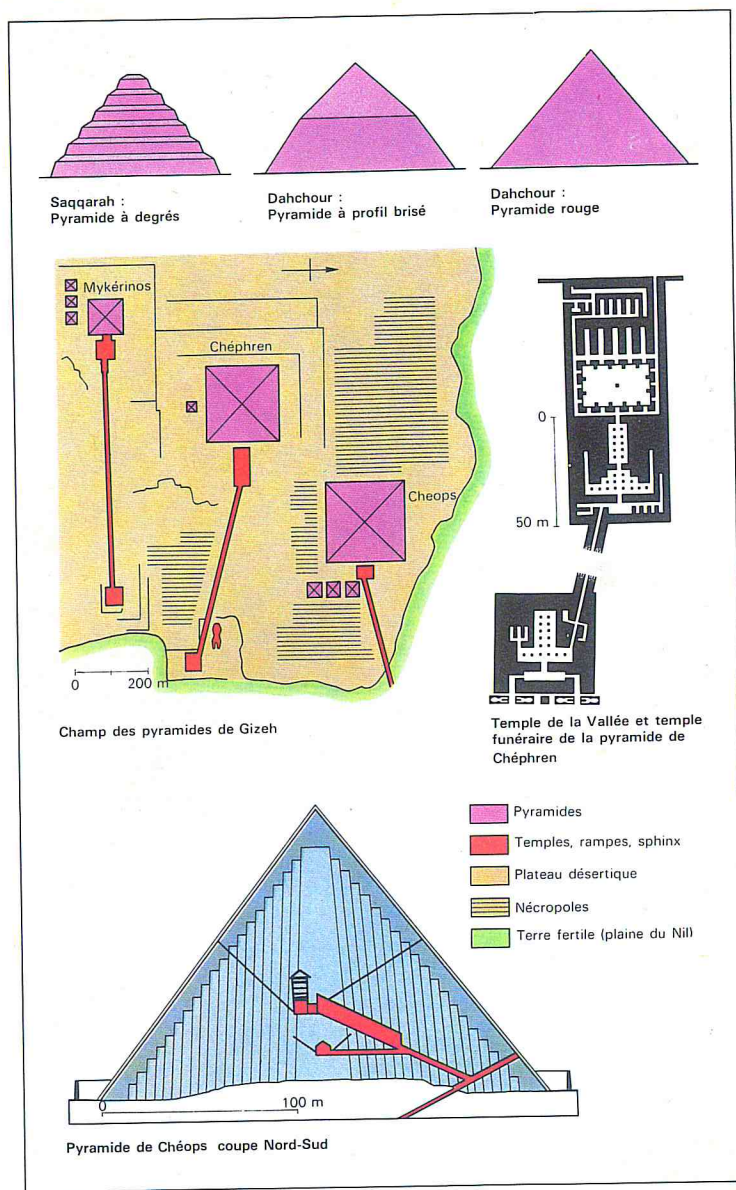 Saqqarah :
Pyramide à degrés
Dahchour :
Pyramide à profil brisé
Dahchour :
Pyramide rouge
Mykérinos
Chéphren
Cheops
0 200 m
Champ des pyramides de Gizeh
0
50 m
Temple de la Vallée et temple
funéraire de la pyramide de
Chéphren
Pyramides
Temples, rampes, sphinx
Plateau désertique
Nécropoles
Terre fertile (plaine du Nil)
0 100 m
Pyramide de Chéops coupe Nord-Sud